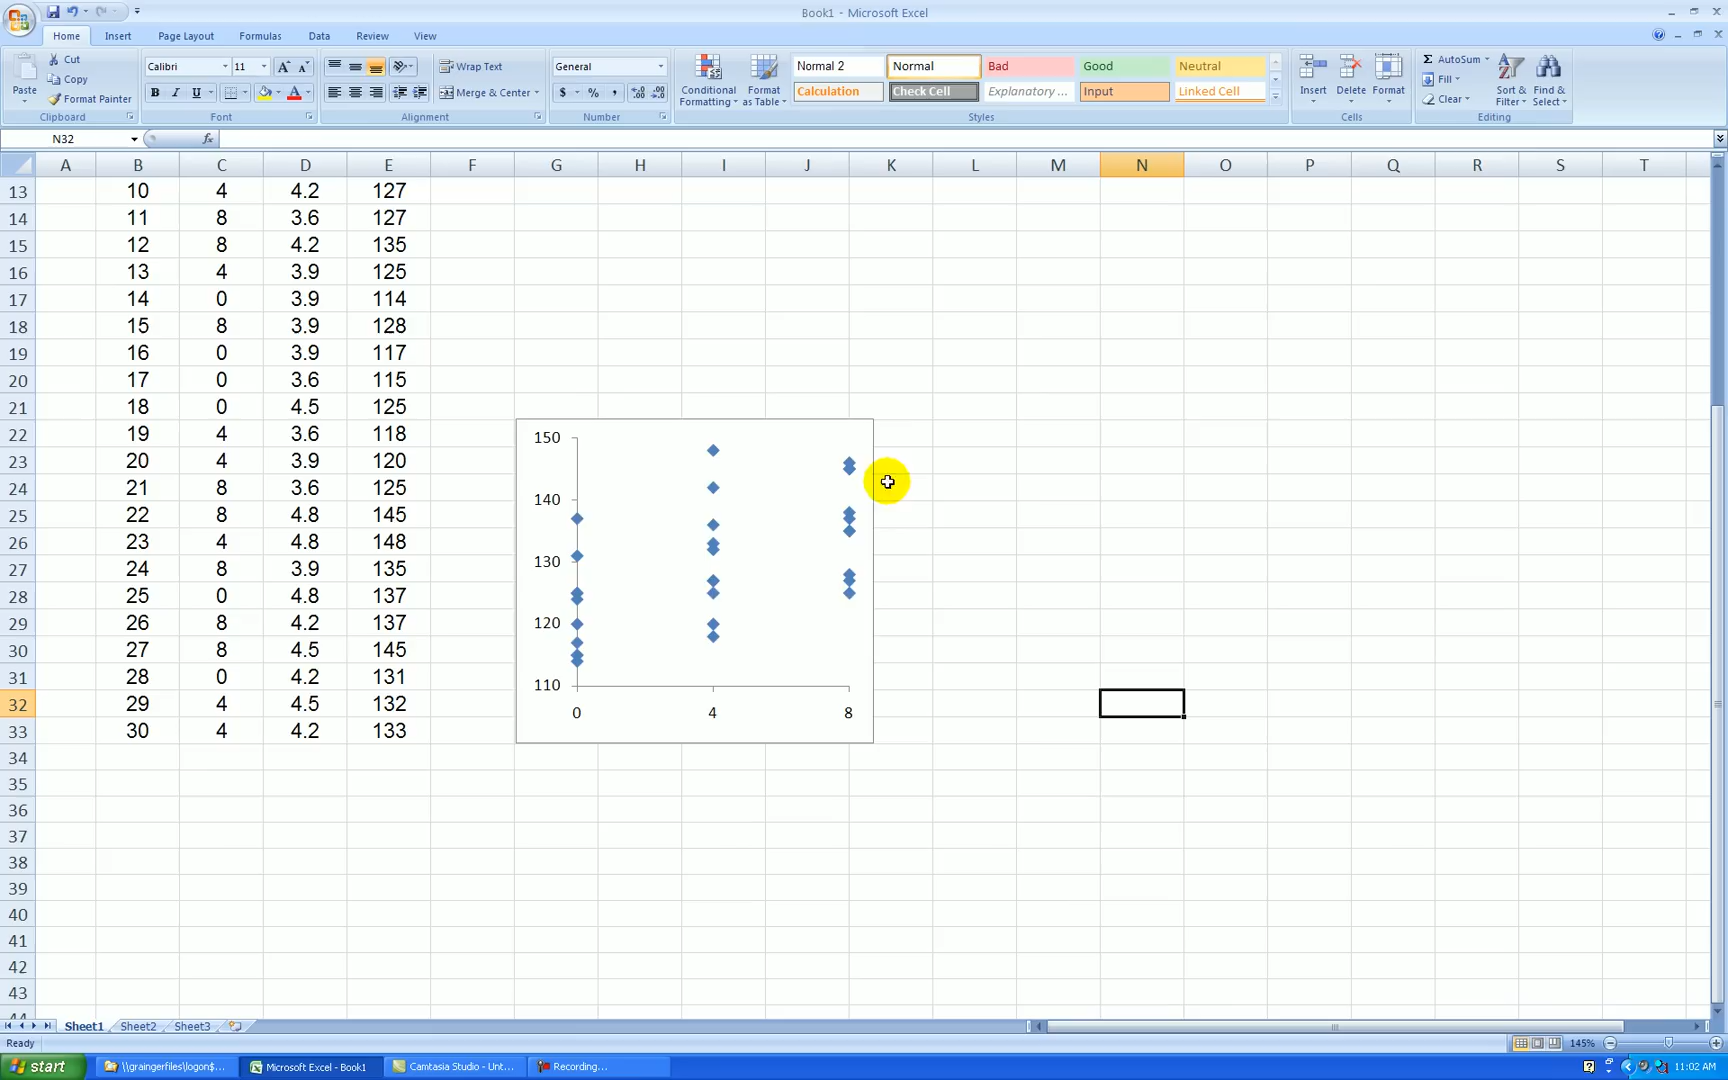 Book1 - Microsoft Excel
Home Insert Page Layout Formulas Data Review View
Cut
Copy
Format Painter
Paste
Clipboard
Calibri 11
B I U
Font
Wrap Text
Merge & Center
Alignment
General
$ % ,
Number
Conditional Formatting
Format as Table
Normal 2 Normal Bad Good Neutral
Calculation Check Cell Explanatory ... Input Linked Cell
Styles
Insert Delete Format
Cells
Σ AutoSum
Fill
Clear
Sort & Filter
Find & Select
Editing
N32 fx
A B C D E F G H I J K L M N O P Q R S T
13 10 4 4.2 127
14 11 8 3.6 127
15 12 8 4.2 135
16 13 4 3.9 125
17 14 0 3.9 114
18 15 8 3.9 128
19 16 0 3.9 117
20 17 0 3.6 115
21 18 0 4.5 125
22 19 4 3.6 118
23 20 4 3.9 120
24 21 8 3.6 125
25 22 8 4.8 145
26 23 4 4.8 148
27 24 8 3.9 135
28 25 0 4.8 137
29 26 8 4.2 137
30 27 8 4.5 145
31 28 0 4.2 131
32 29 4 4.5 132
33 30 4 4.2 133
34
35
36
37
38
39
40
41
42
43
44
150
140
130
120
110
0 4 8
Sheet1 Sheet2 Sheet3
Ready 145%
start \\graingerfiles\logon$... Microsoft Excel - Book1 Camtasia Studio - Unt... Recording... 11:02 AM